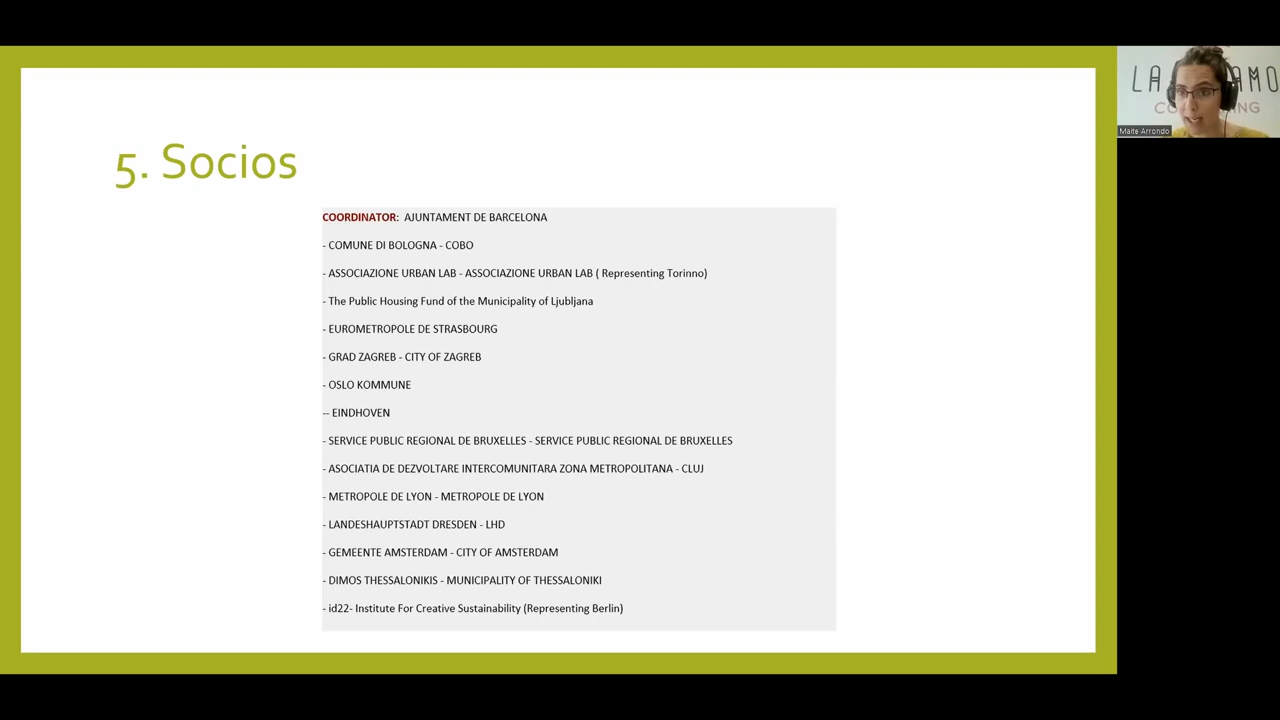 5. Socios
COORDINATOR: AJUNTAMENT DE BARCELONA
- COMUNE DI BOLOGNA - COBO
- ASSOCIAZIONE URBAN LAB - ASSOCIAZIONE URBAN LAB ( Representing Torinno)
- The Public Housing Fund of the Municipality of Ljubljana
- EUROMETROPOLE DE STRASBOURG
- GRAD ZAGREB - CITY OF ZAGREB
- OSLO KOMMUNE
-- EINDHOVEN
- SERVICE PUBLIC REGIONAL DE BRUXELLES - SERVICE PUBLIC REGIONAL DE BRUXELLES
- ASOCIATIA DE DEZVOLTARE INTERCOMUNITARA ZONA METROPOLITANA - CLUJ
- METROPOLE DE LYON - METROPOLE DE LYON
- LANDESHAUPTSTADT DRESDEN - LHD
- GEMEENTE AMSTERDAM - CITY OF AMSTERDAM
- DIMOS THESSALONIKIS - MUNICIPALITY OF THESSALONIKI
- id22- Institute For Creative Sustainability (Representing Berlin)
LA
Maite Arrondo